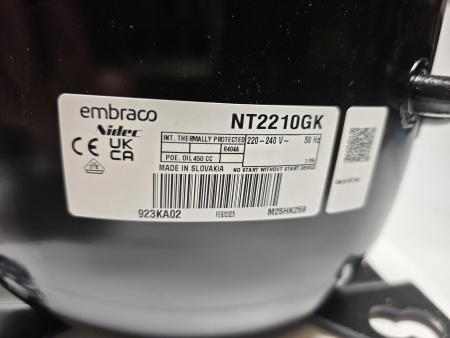 embraco
NT2210GK
Nidec
CE UK CA
INT. THERMALLY PROTECTED
220-240 V~ 50 Hz
R404A
POE. OIL 450 CC
1 PH
MADE IN SLOVAKIA
NO START WITHOUT START DEVICE
923KA02
FEB/2025
M25HK259